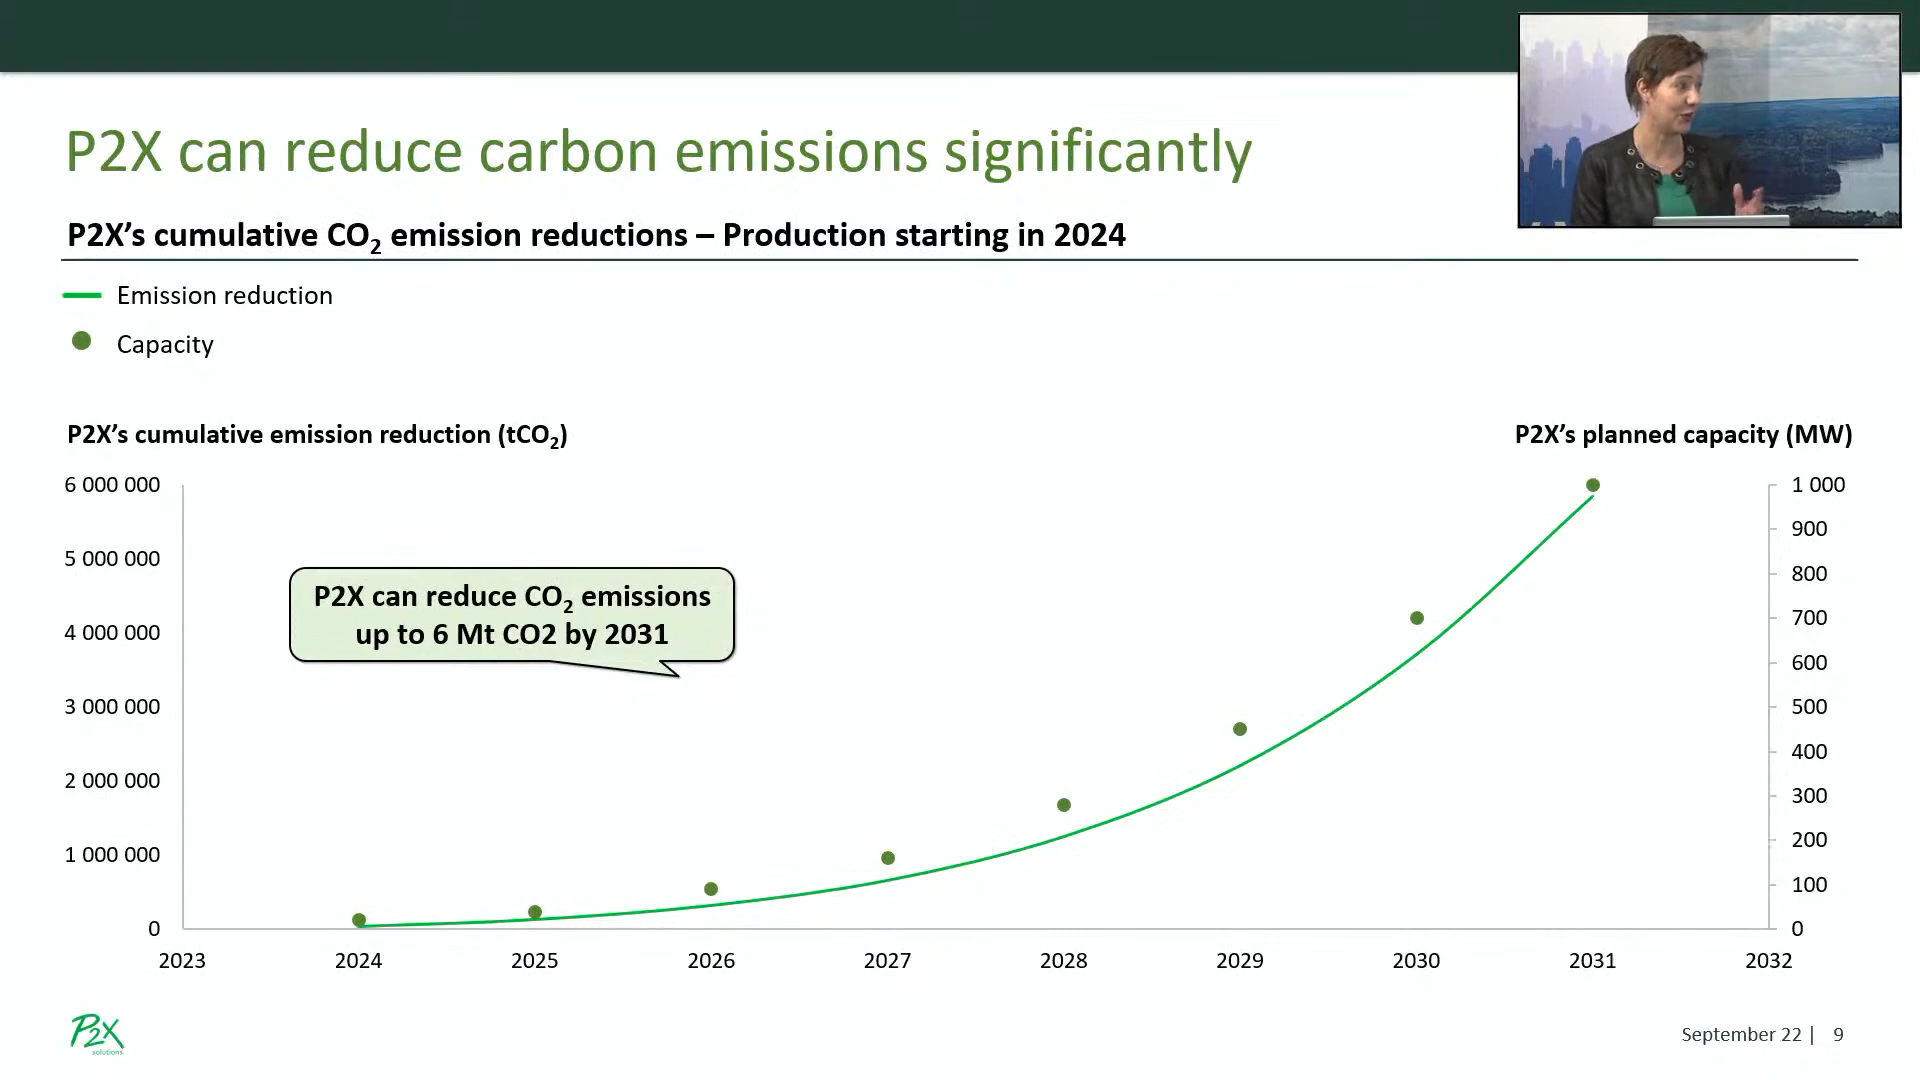 P2X can reduce carbon emissions significantly
P2X’s cumulative CO2 emission reductions – Production starting in 2024
Emission reduction
Capacity
P2X’s cumulative emission reduction (tCO2)
P2X’s planned capacity (MW)
6 000 000
5 000 000
4 000 000
3 000 000
2 000 000
1 000 000
0
P2X can reduce CO2 emissions
up to 6 Mt CO2 by 2031
1 000
900
800
700
600
500
400
300
200
100
0
2023 2024 2025 2026 2027 2028 2029 2030 2031 2032
P2X
solutions
September 22 | 9